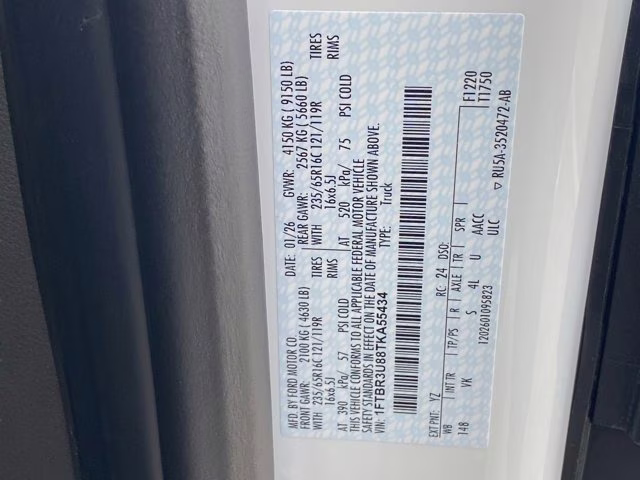 MFD. BY FORD MOTOR CO. DATE: 01/26 GVWR: 4150 KG ( 9150 LB)
FRONT GAWR: 2100 KG ( 4630 LB) REAR GAWR: 2567 KG ( 5660 LB)
WITH 235/65R16C 121/119R TIRES WITH 235/65R16C 121/119R TIRES
16x6.5J RIMS 16x6.5J RIMS
AT 390 kPa/ 57 PSI COLD AT 520 kPa/ 75 PSI COLD
THIS VEHICLE CONFORMS TO ALL APPLICABLE FEDERAL MOTOR VEHICLE
SAFETY STANDARDS IN EFFECT ON THE DATE OF MANUFACTURE SHOWN ABOVE.
VIN: 1FTBR3U88TKA55434 TYPE: Truck
EXT PNT: YZ RC: 24 DSO:
WB INT TR TP/PS R AXLE TR SPR F1220
148 VK S 4L U AACC T1750
ULC
1202601095823 ▽ RU5A-3520472-AB